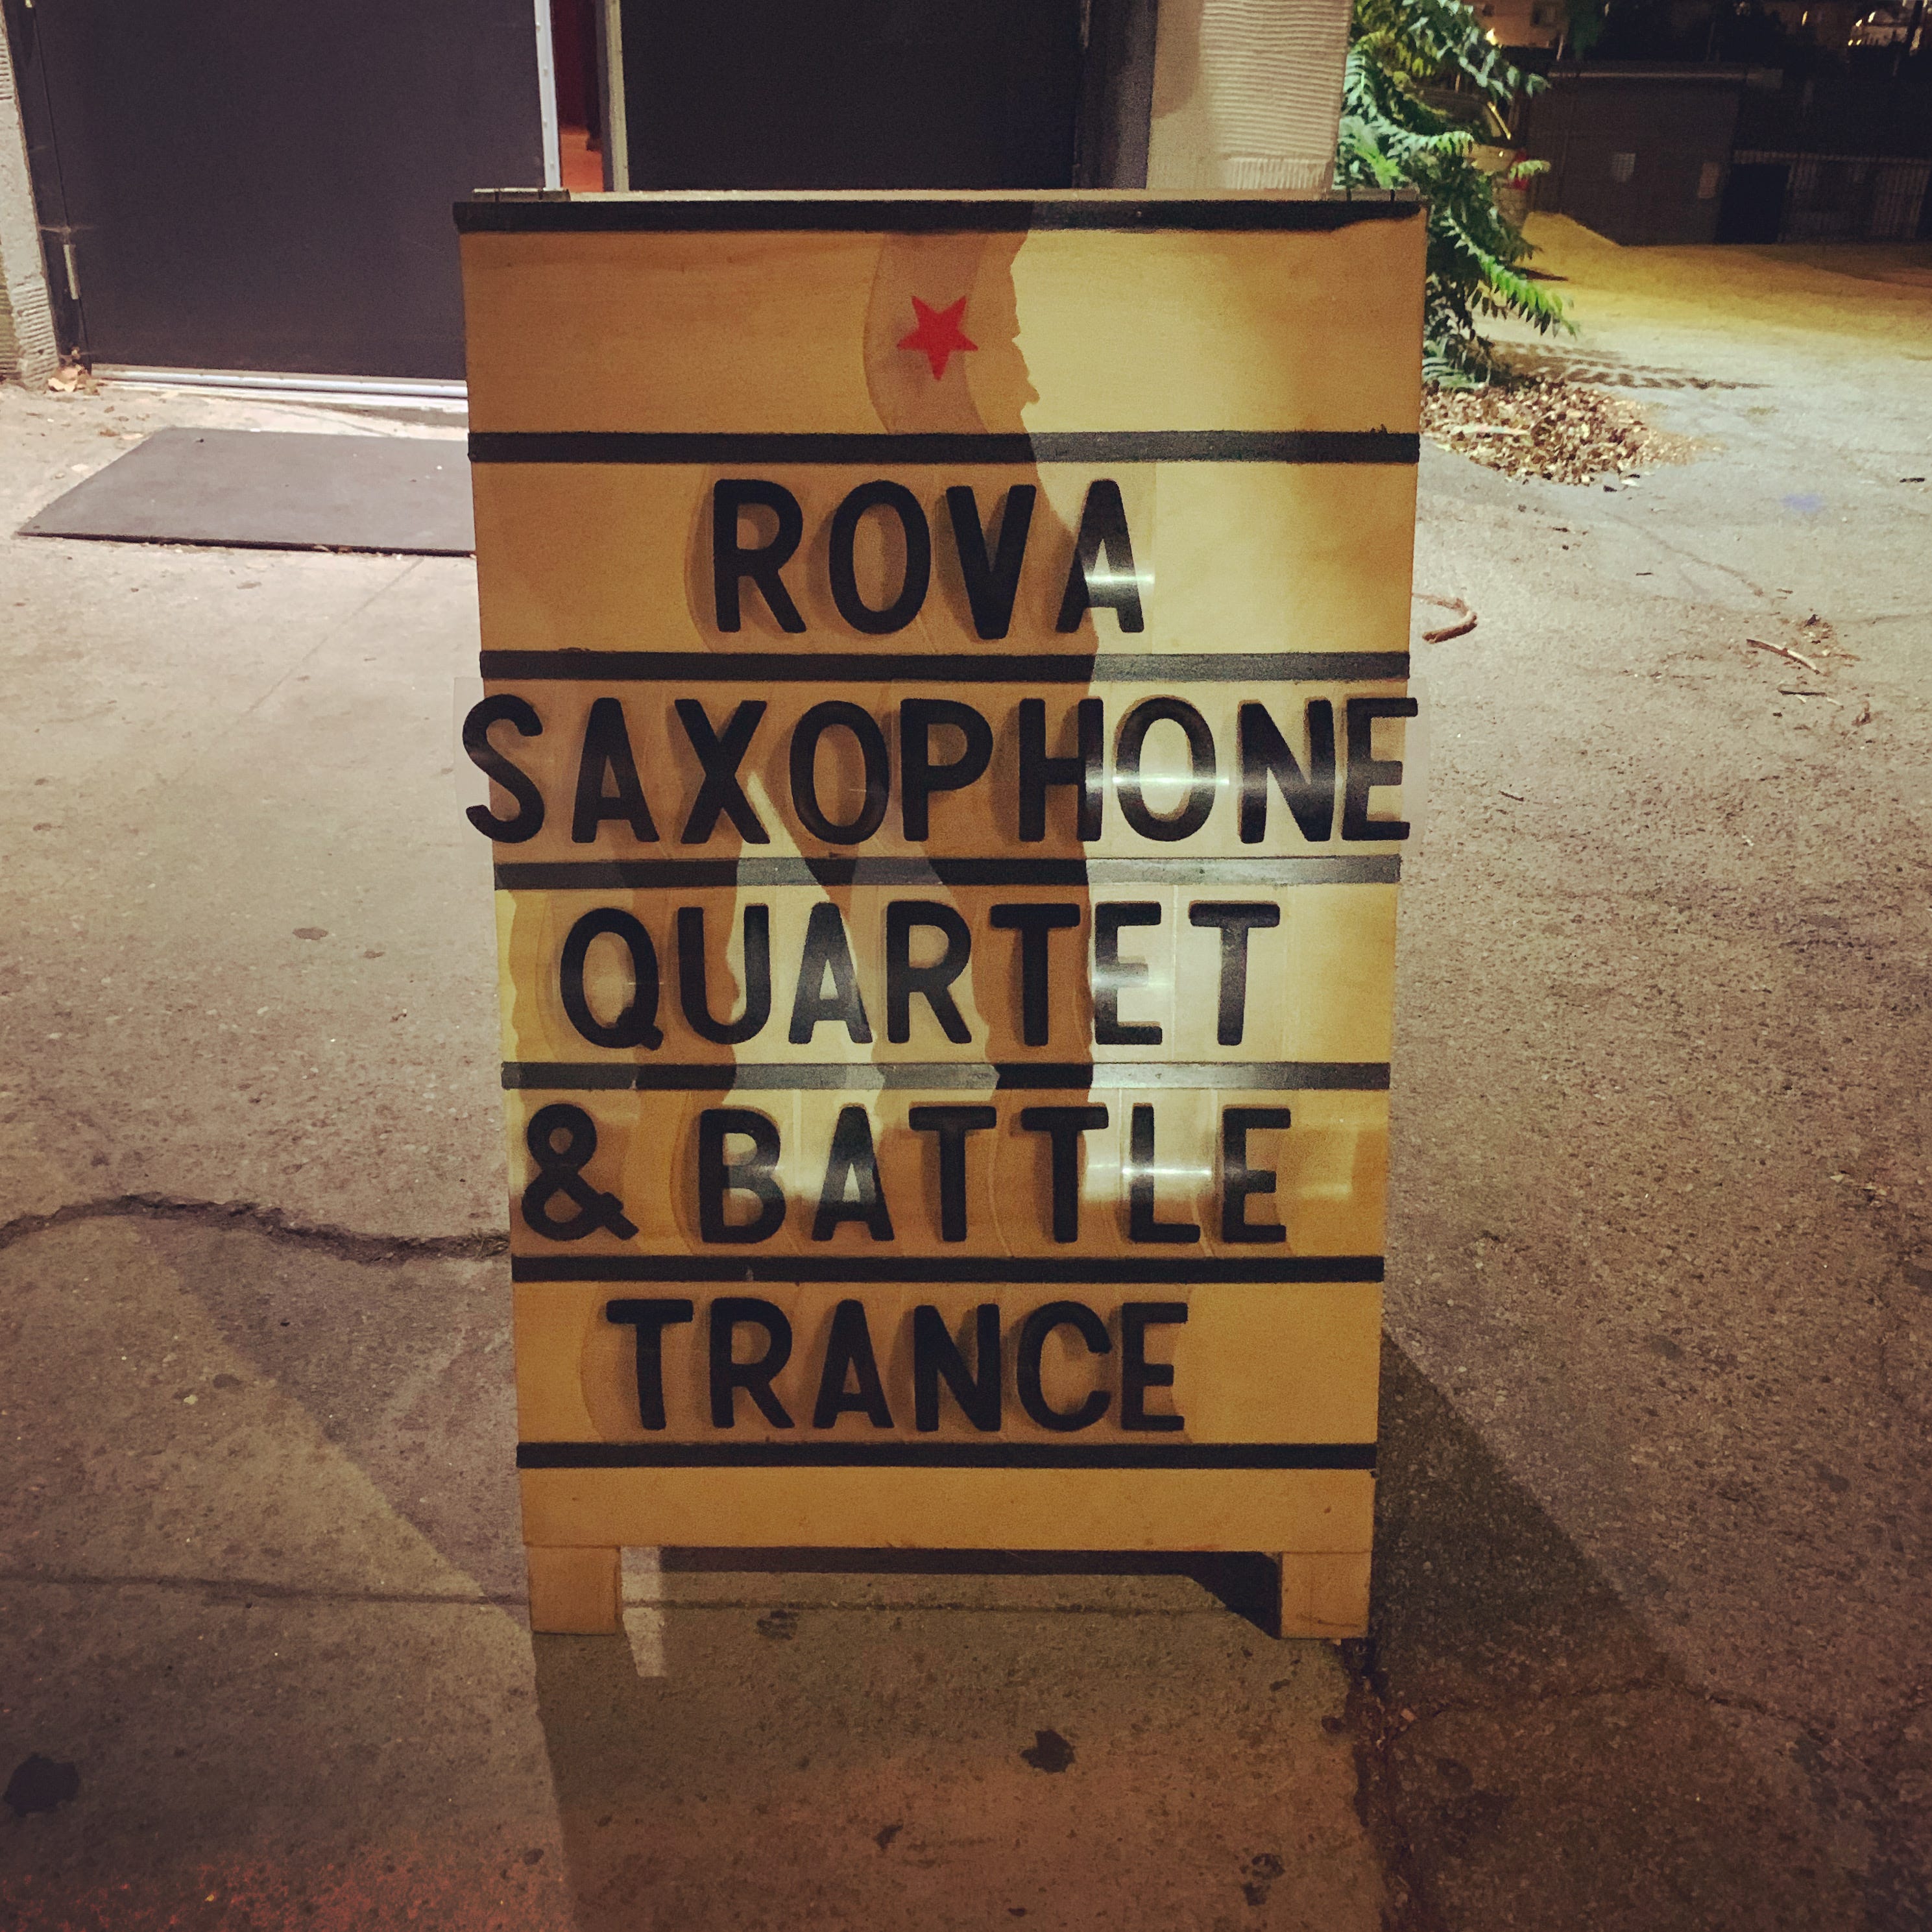 ROVA
SAXOPHONE
QUARTET
& BATTLE
TRANCE